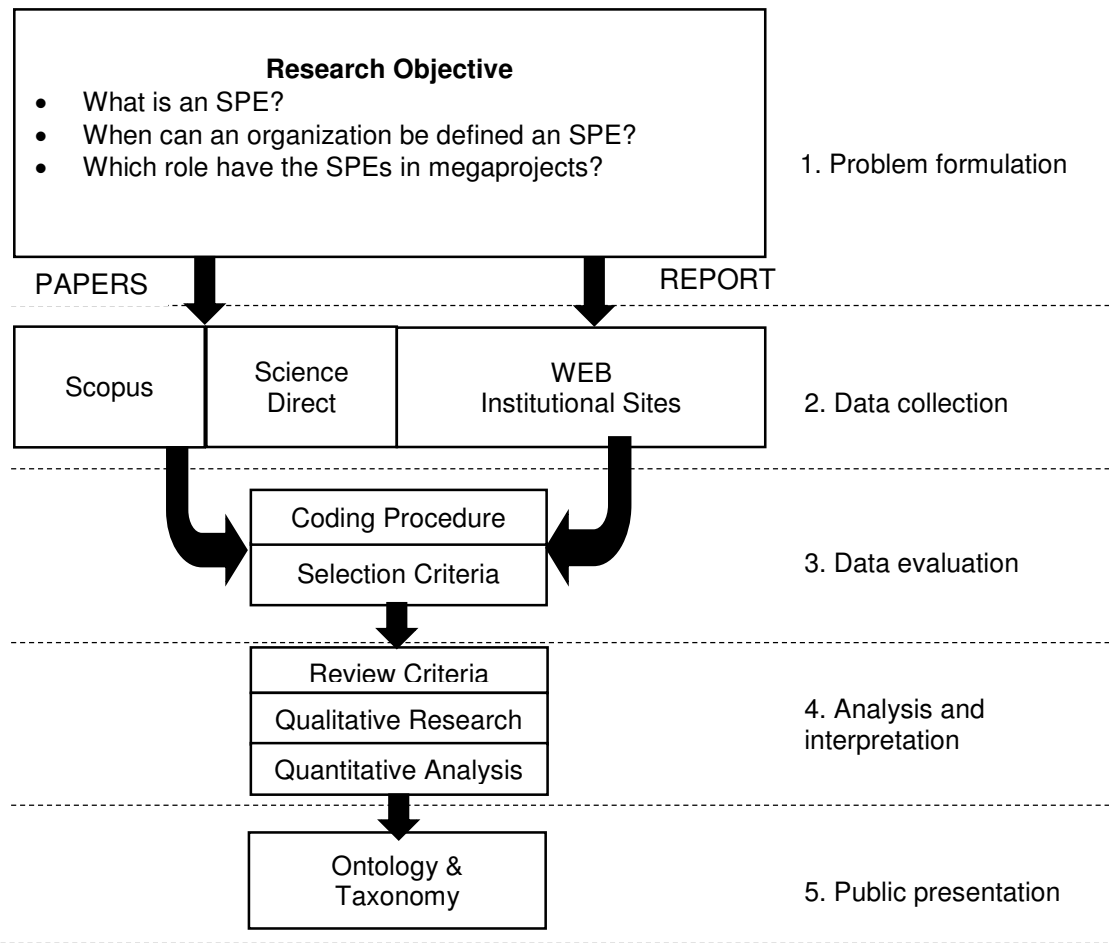 Research Objective
• What is an SPE?
• When can an organization be defined an SPE?
• Which role have the SPEs in megaprojects?
1. Problem formulation
PAPERS
REPORT
Scopus
Science
Direct
WEB
Institutional Sites
2. Data collection
Coding Procedure
Selection Criteria
3. Data evaluation
Review Criteria
Qualitative Research
Quantitative Analysis
4. Analysis and
interpretation
Ontology &
Taxonomy
5. Public presentation